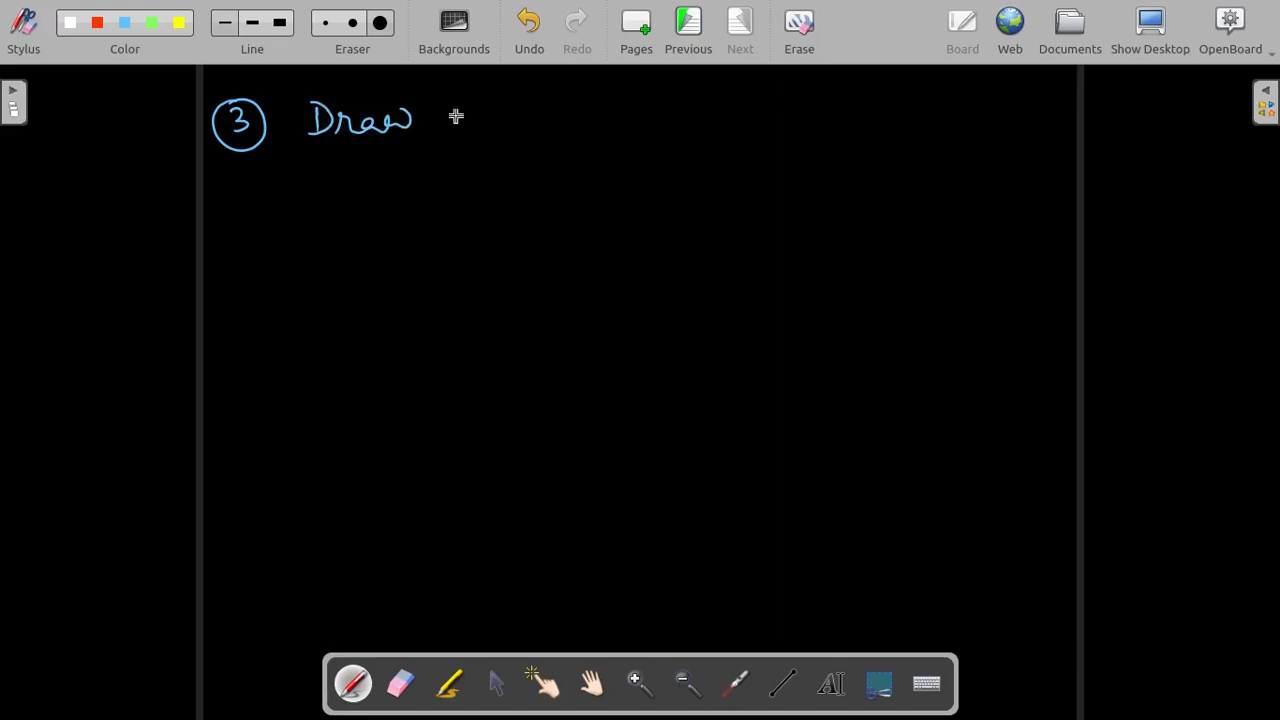 Stylus Color Line Eraser Backgrounds Undo Redo Pages Previous Next Erase Board Web Documents Show Desktop OpenBoard
3 Draw
AI